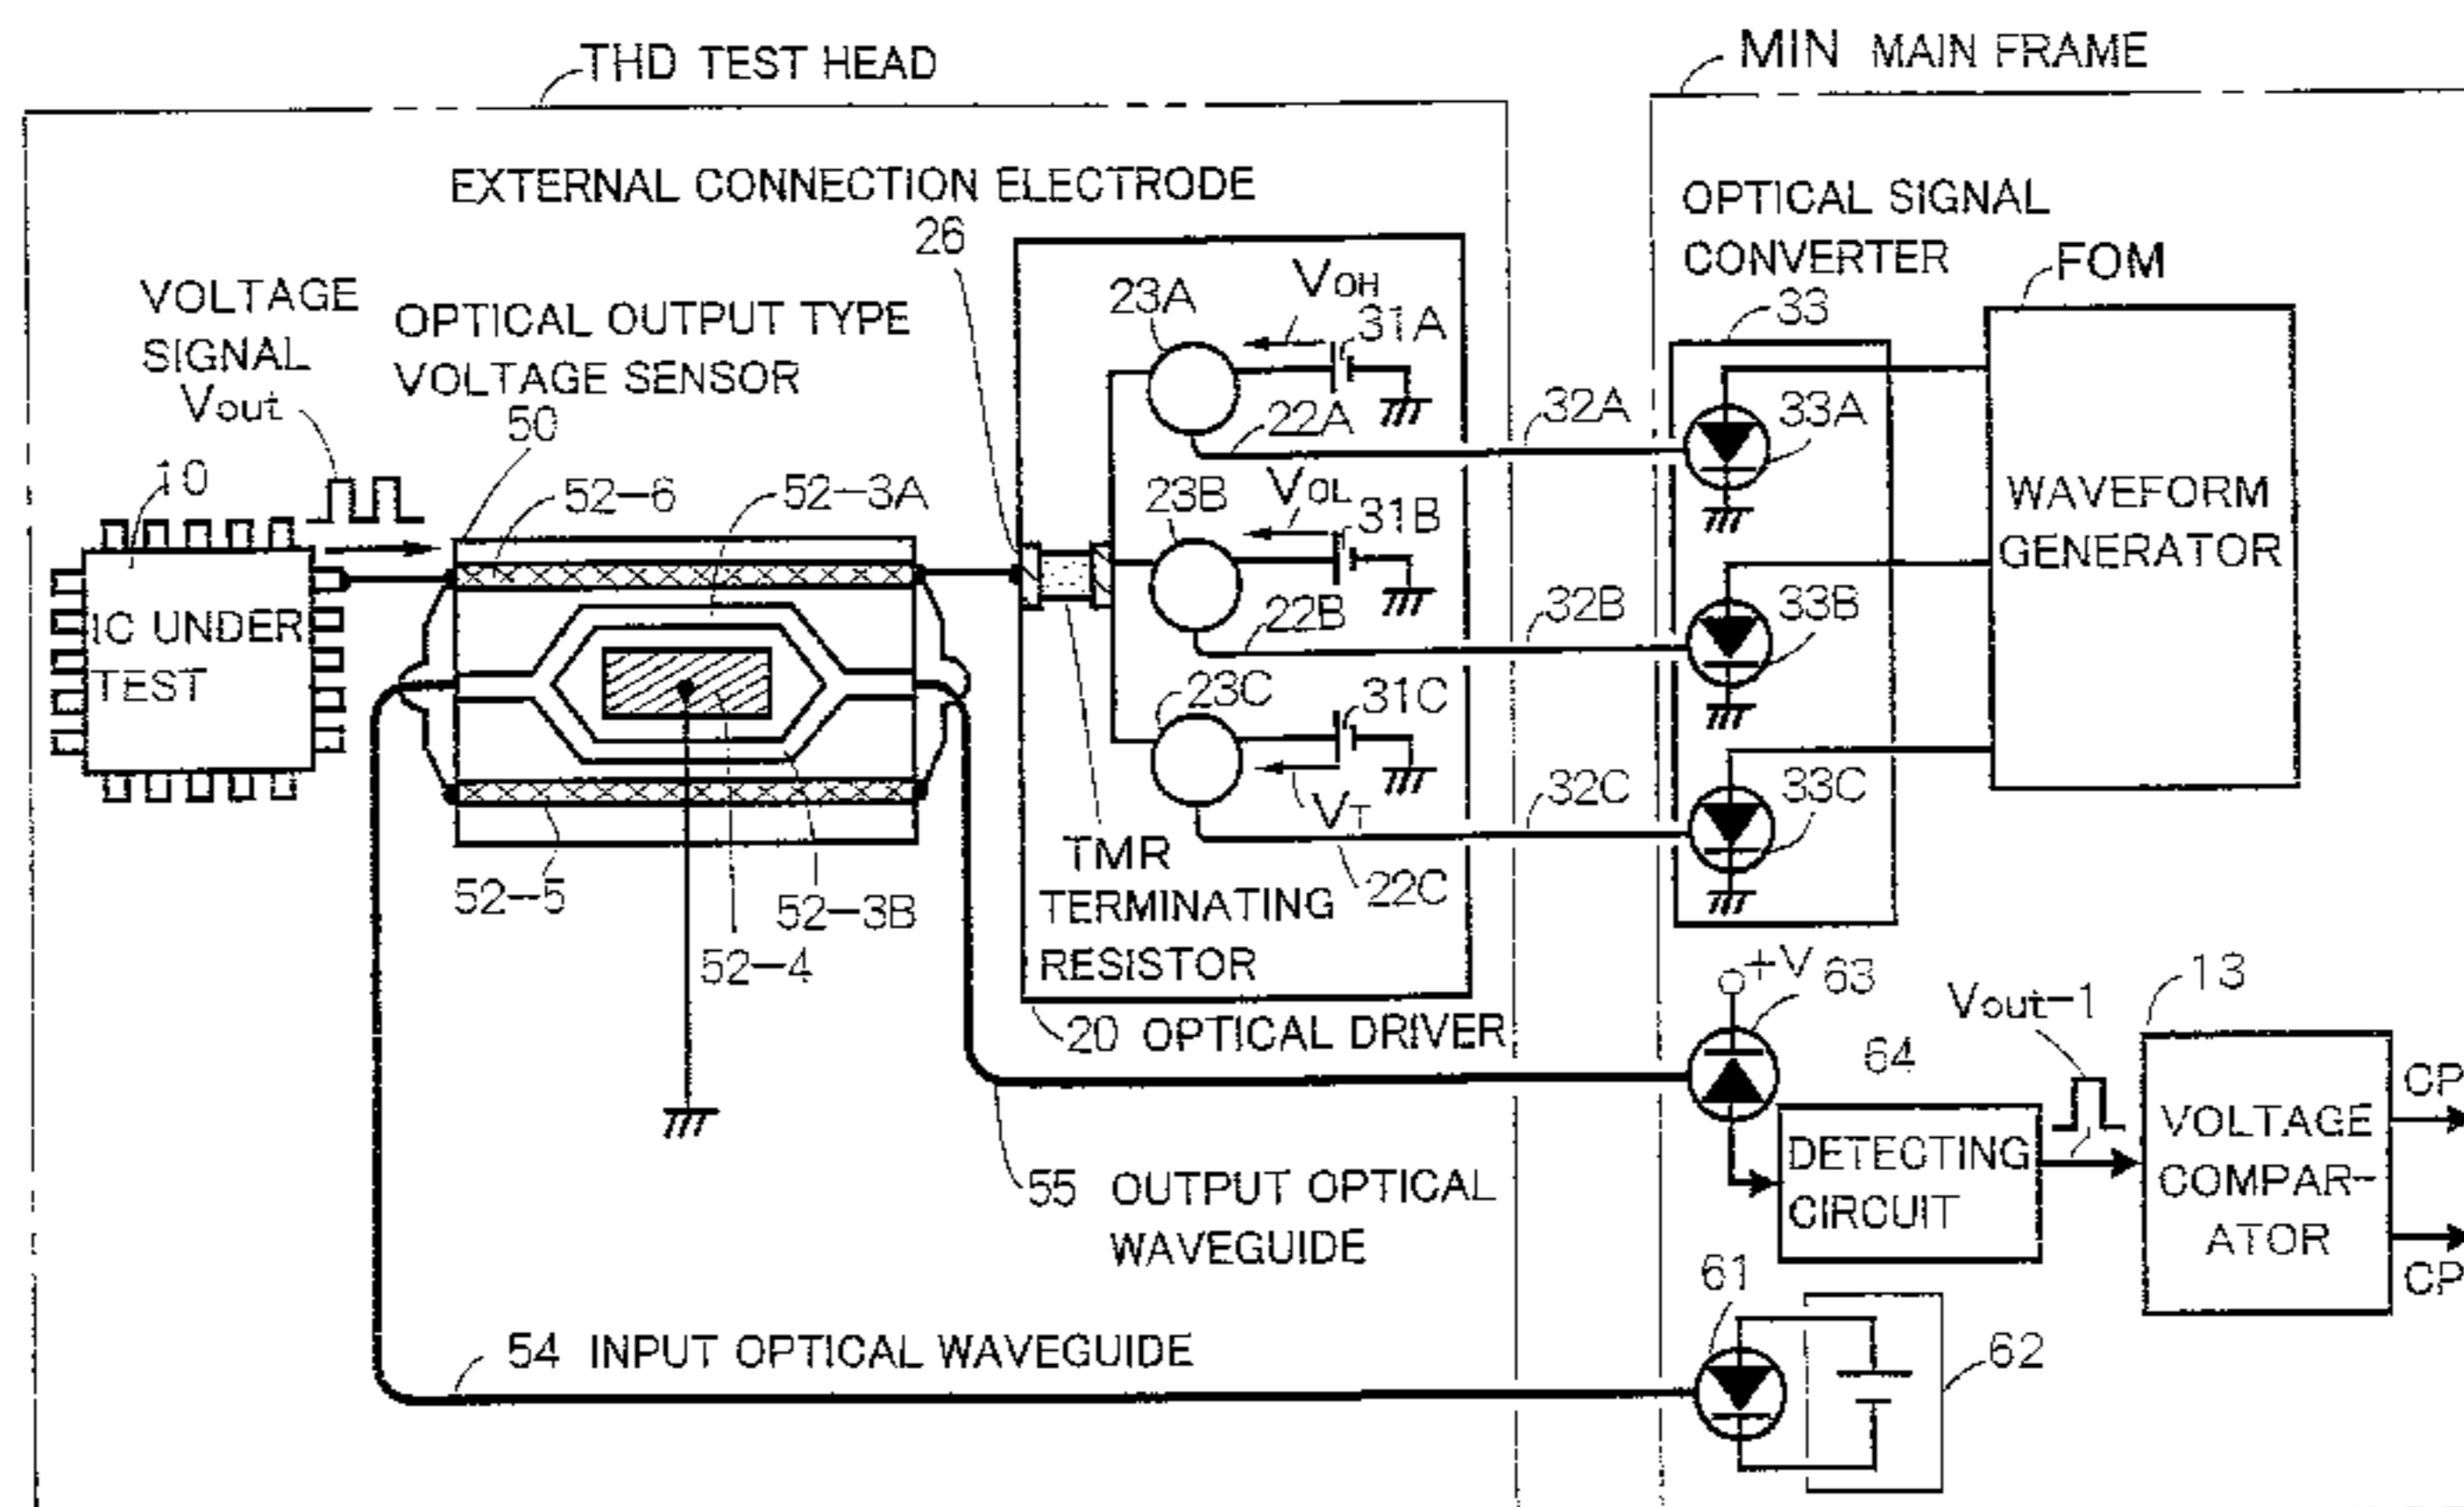 THD TEST HEAD
MIN MAIN FRAME
EXTERNAL CONNECTION ELECTRODE
26
OPTICAL SIGNAL
CONVERTER
33
FOM
VOLTAGE
SIGNAL
Vout
OPTICAL OUTPUT TYPE
VOLTAGE SENSOR
50
10
52-6
52-3A
IC UNDER
TEST
52-5
52-3B
52-4
23A
VOH
31A
22A
32A
33A
23B
VOL
31B
22B
32B
33B
23C
31C
VT
22C
32C
33C
WAVEFORM
GENERATOR
TMR
TERMINATING
RESISTOR
20 OPTICAL DRIVER
+V
63
64
Vout-1
13
DETECTING
CIRCUIT
VOLTAGE
COMPAR-
ATOR
CP
CP
55 OUTPUT OPTICAL
WAVEGUIDE
54 INPUT OPTICAL WAVEGUIDE
61
62